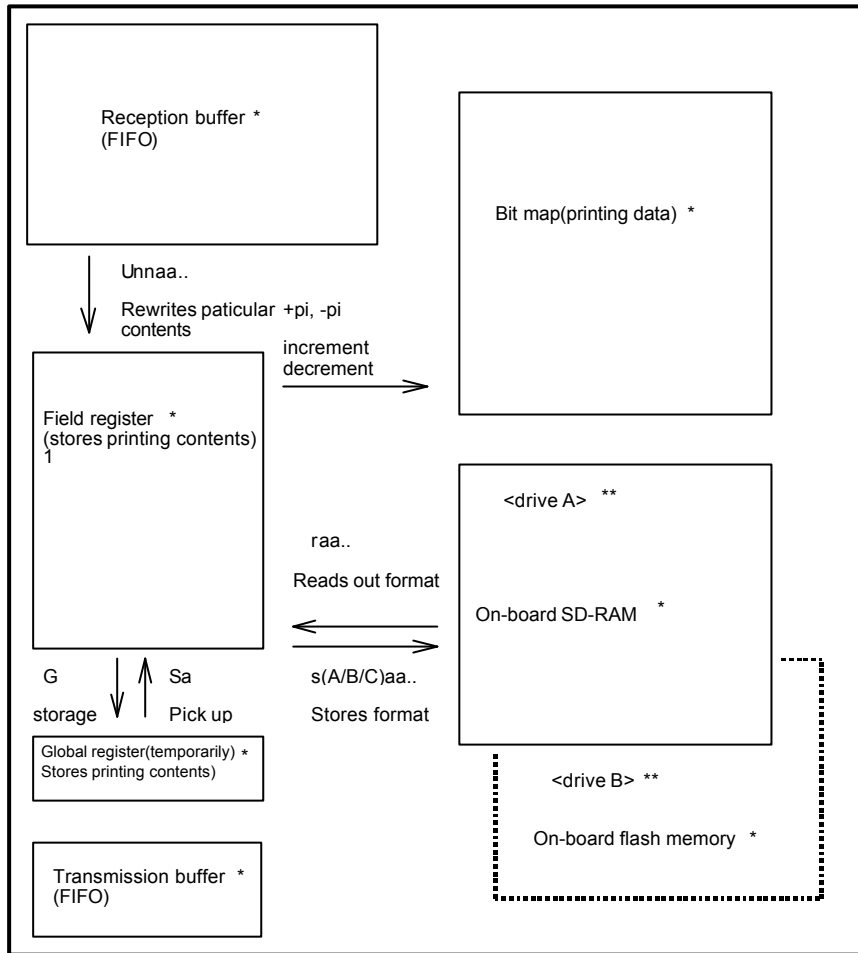 Reception buffer *
(FIFO)
Bit map(printing data) *
Unnaa..
Rewrites paticular
contents
+pi, -pi
increment
decrement
Field register *
(stores printing contents)
1
<drive A> **
raa..
Reads out format
On-board SD-RAM *
G
storage
Sa
Pick up
s(A/B/C)aa..
Stores format
Global register(temporarily) *
Stores printing contents)
<drive B> **
On-board flash memory *
Transmission buffer *
(FIFO)